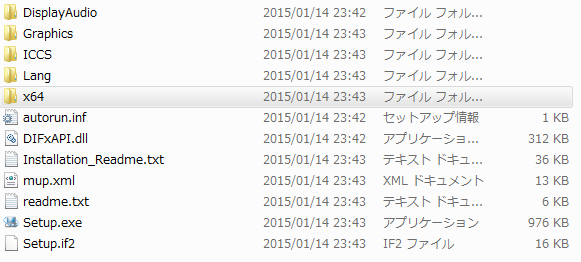 DisplayAudio 2015/01/14 23:42 ファイル フォル...
Graphics 2015/01/14 23:43 ファイル フォル...
ICCS 2015/01/14 23:43 ファイル フォル...
Lang 2015/01/14 23:43 ファイル フォル...
x64 2015/01/14 23:43 ファイル フォル...
autorun.inf 2015/01/14 23:42 セットアップ情報 1 KB
DIFxAPI.dll 2015/01/14 23:42 アプリケーショ... 312 KB
Installation_Readme.txt 2015/01/14 23:43 テキスト ドキュ... 36 KB
mup.xml 2015/01/14 23:43 XML ドキュメント 13 KB
readme.txt 2015/01/14 23:43 テキスト ドキュ... 6 KB
Setup.exe 2015/01/14 23:43 アプリケーション 976 KB
Setup.if2 2015/01/14 23:43 IF2 ファイル 16 KB